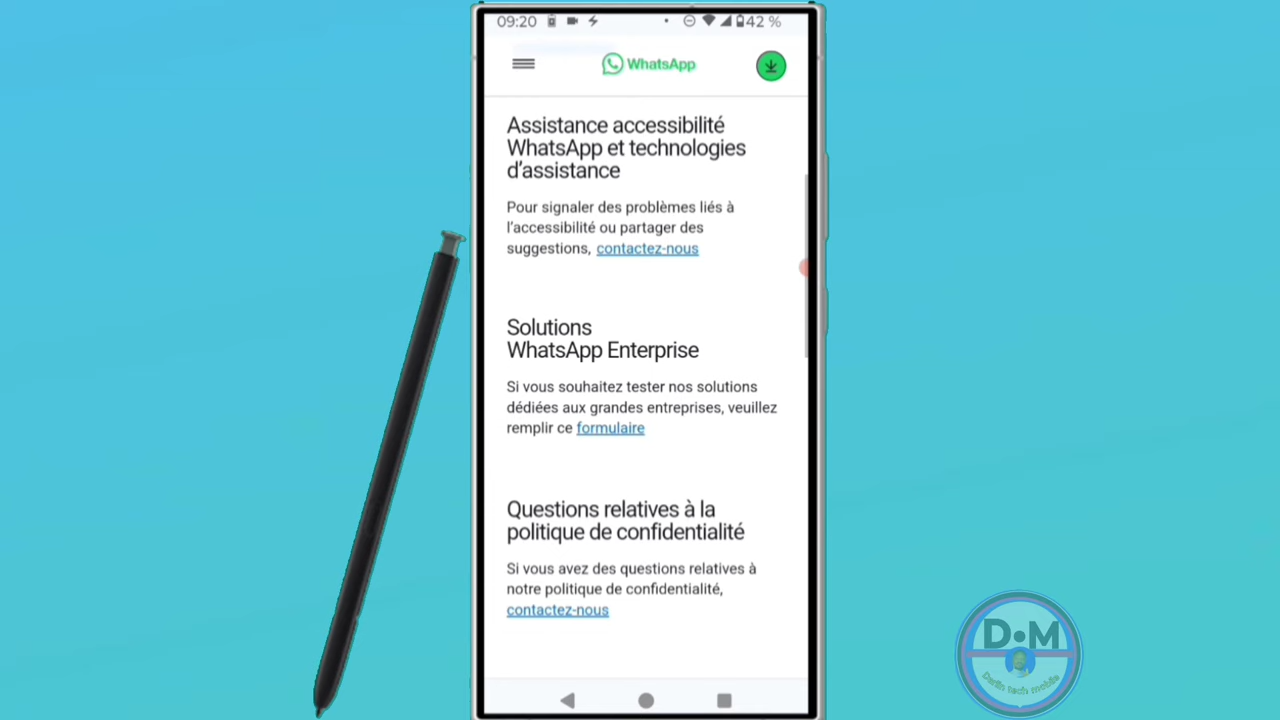 09:20
42 %
WhatsApp
Assistance accessibilité
WhatsApp et technologies
d’assistance
Pour signaler des problèmes liés à
l’accessibilité ou partager des
suggestions, contactez-nous
Solutions
WhatsApp Enterprise
Si vous souhaitez tester nos solutions
dédiées aux grandes entreprises, veuillez
remplir ce formulaire
Questions relatives à la
politique de confidentialité
Si vous avez des questions relatives à
notre politique de confidentialité,
contactez-nous
D•M
Darlin tech mobile